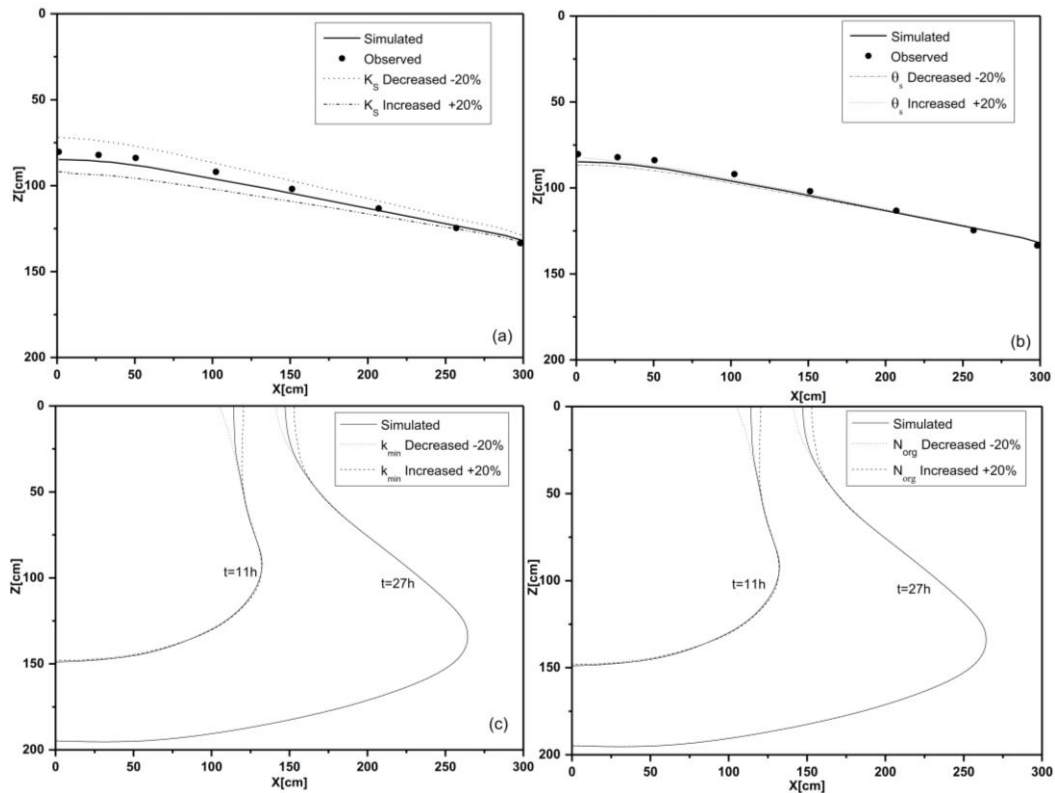 (a)
Simulated
Observed
K_S Decreased -20%
K_S Increased +20%
Z[cm]
0
50
100
150
200
0 50 100 150 200 250 300
X[cm]
(b)
Simulated
Observed
θ_s Decreased -20%
θ_s Increased +20%
Z[cm]
0
50
100
150
200
0 50 100 150 200 250 300
X[cm]
Simulated
k_min Decreased -20%
k_min Increased +20%
t=11h
t=27h
(c)
Z[cm]
0
50
100
150
200
0 50 100 150 200 250 300
X[cm]
Simulated
N_org Decreased -20%
N_org Increased +20%
t=11h
t=27h
Z[cm]
0
50
100
150
200
0 50 100 150 200 250 300
X[cm]